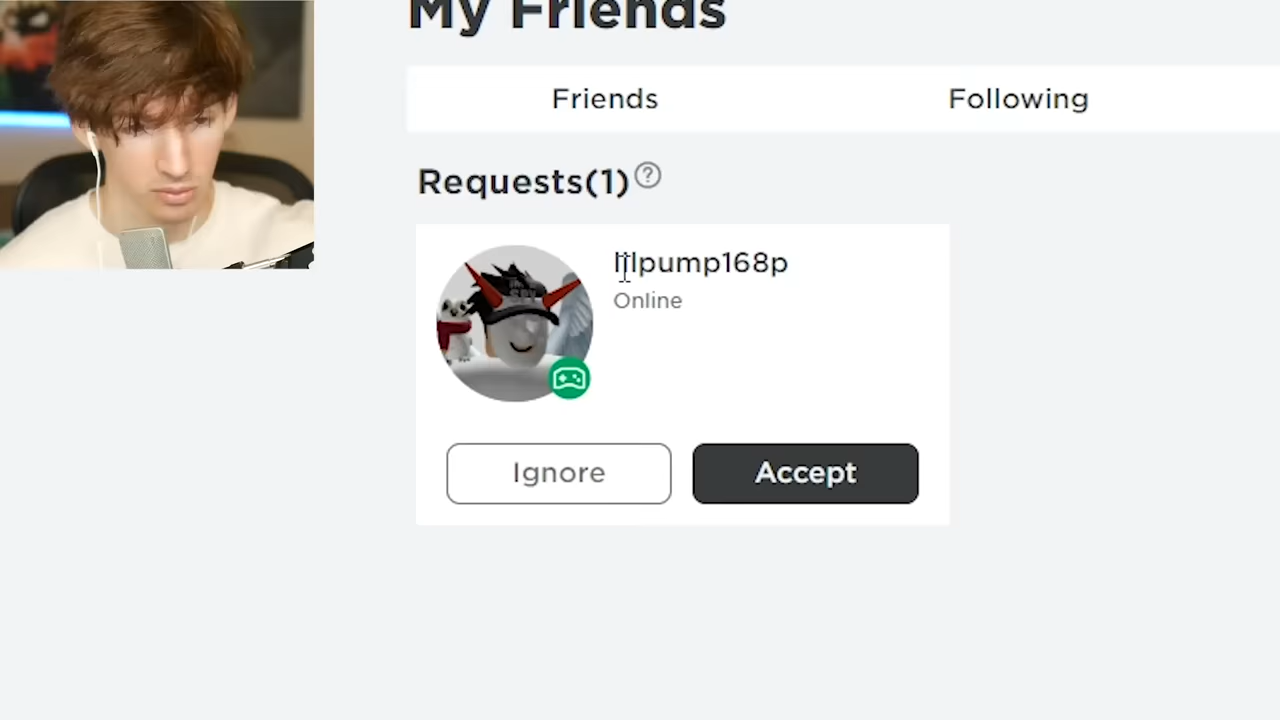 My Friends
Friends
Following
Requests(1)
lilpump168p
Online
Ignore
Accept